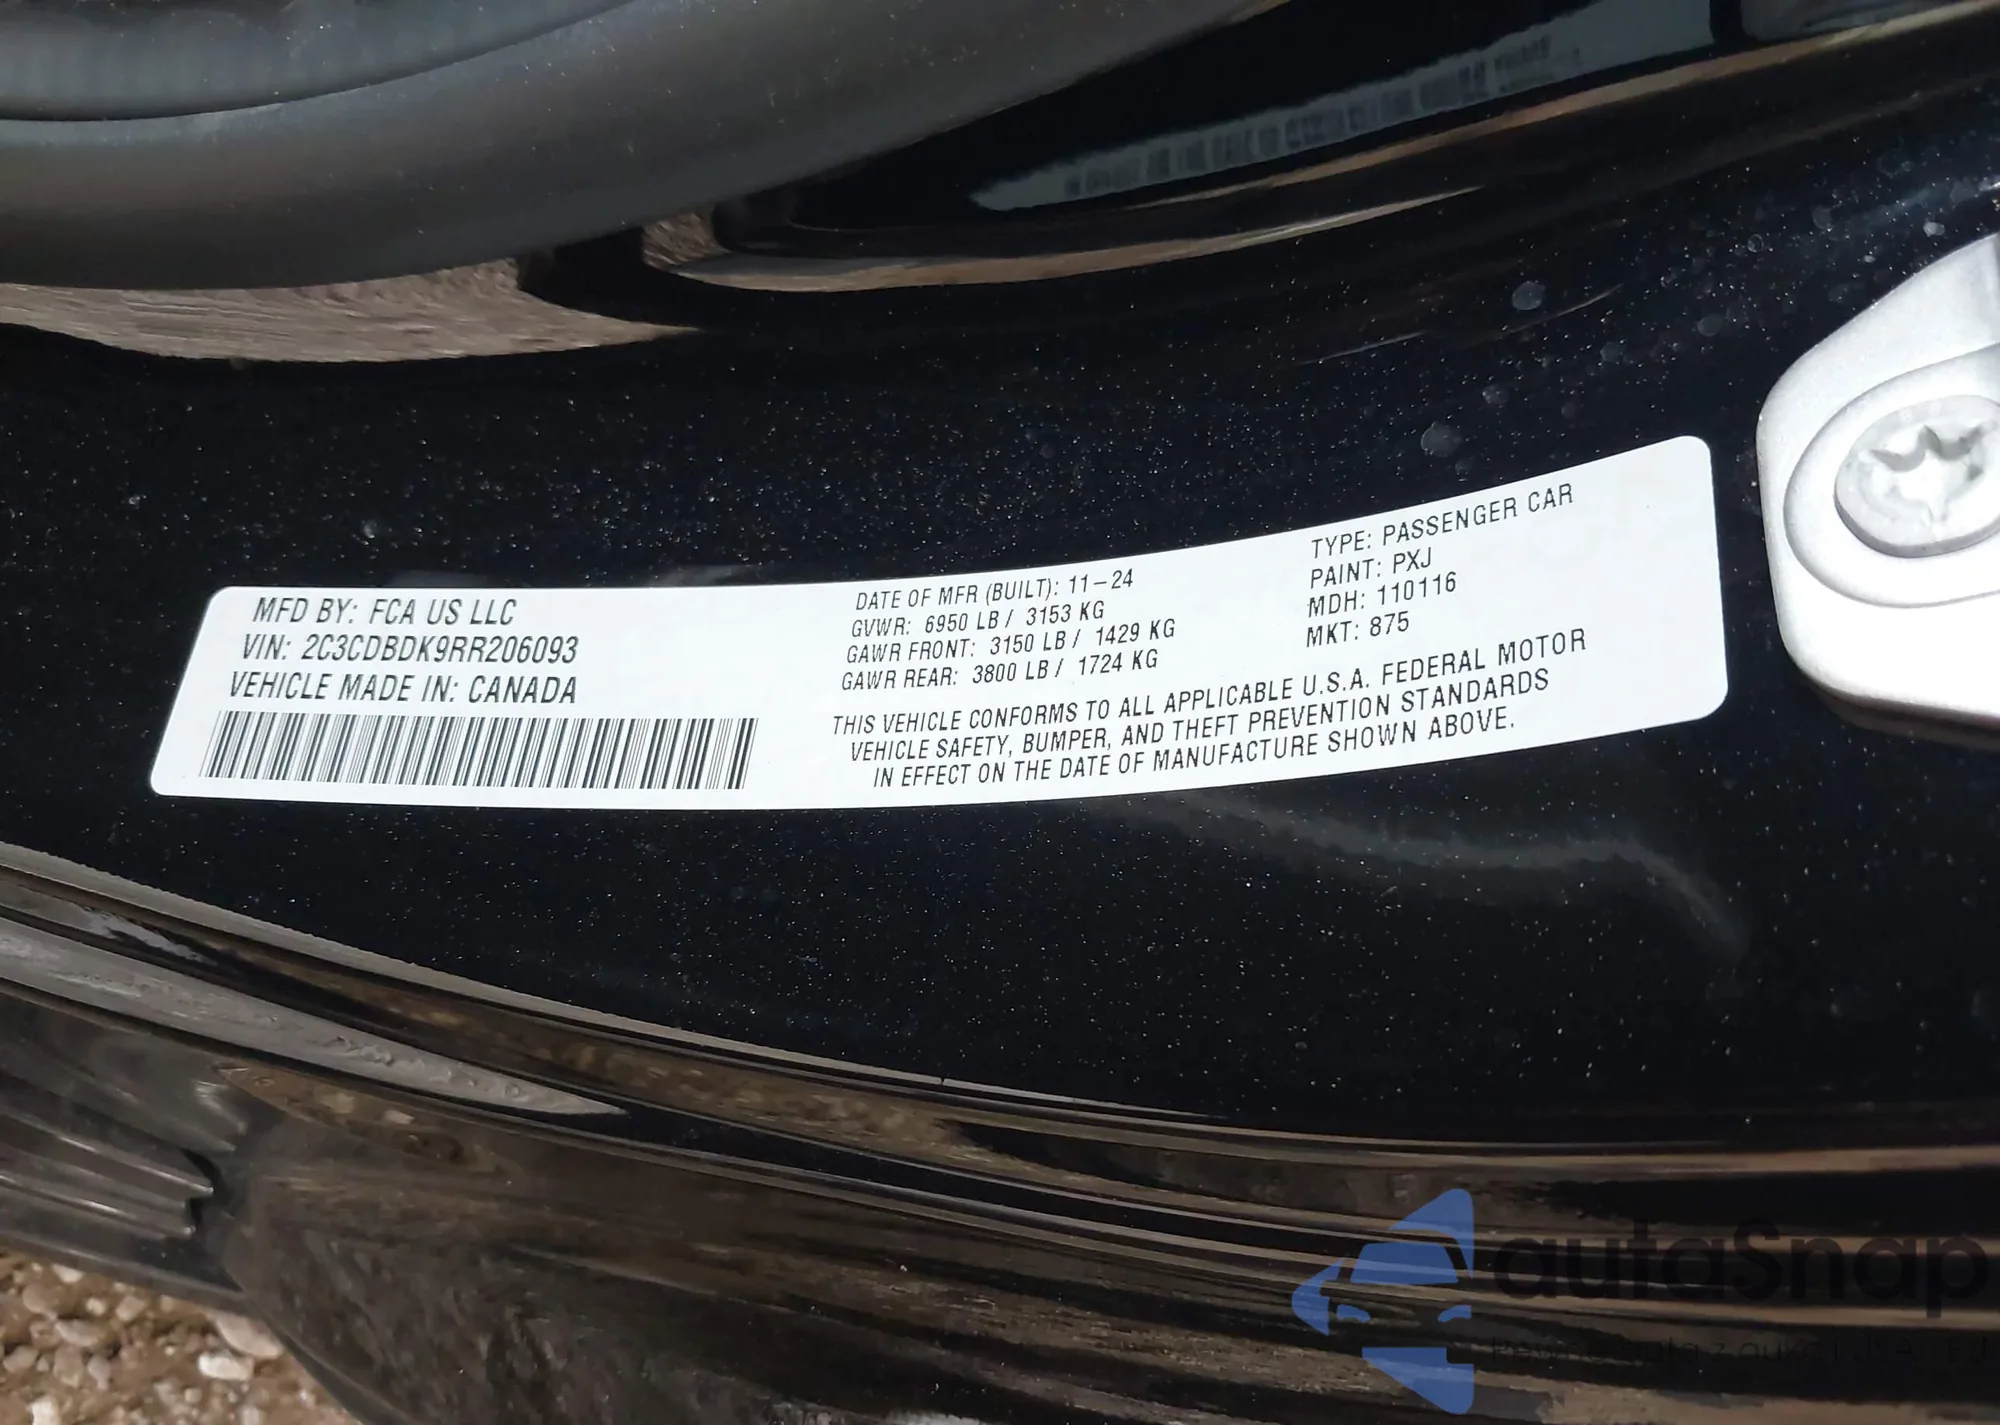 MFD BY: FCA US LLC
VIN: 2C3CDBDK9RR206093
VEHICLE MADE IN: CANADA
DATE OF MFR (BUILT): 11-24
GVWR: 6950 LB / 3153 KG
GAWR FRONT: 3150 LB / 1429 KG
GAWR REAR: 3800 LB / 1724 KG
TYPE: PASSENGER CAR
PAINT: PXJ
MDH: 110116
MKT: 875
THIS VEHICLE CONFORMS TO ALL APPLICABLE U.S.A. FEDERAL MOTOR
VEHICLE SAFETY, BUMPER, AND THEFT PREVENTION STANDARDS
IN EFFECT ON THE DATE OF MANUFACTURE SHOWN ABOVE.
autaSnap